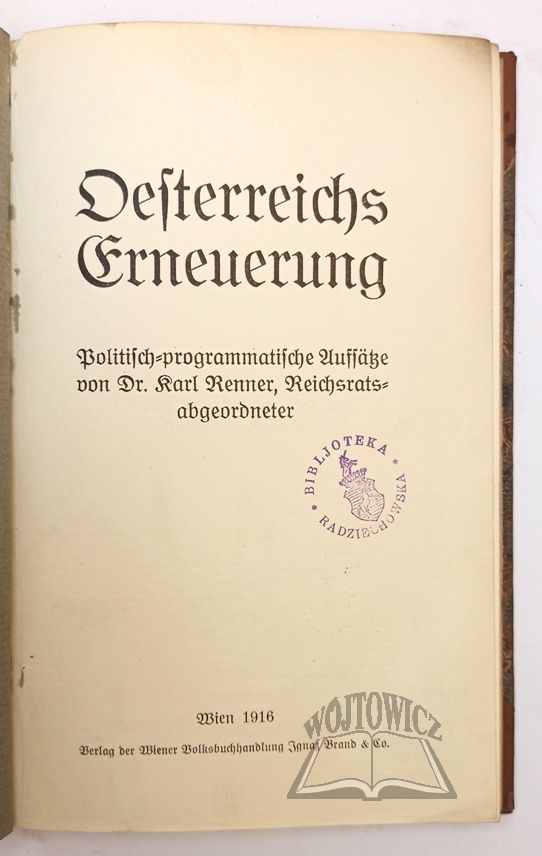 Oesterreichs
Erneuerung
Politisch-programmatische Aufsätze
von Dr. Karl Renner, Reichsrats-
abgeordneter
* BIBLJOTEKA *
RADZIECHOWSKA
Wien 1916
Verlag der Wiener Volksbuchhandlung Ignaz Brand & Co.
WÓJTOWICZ